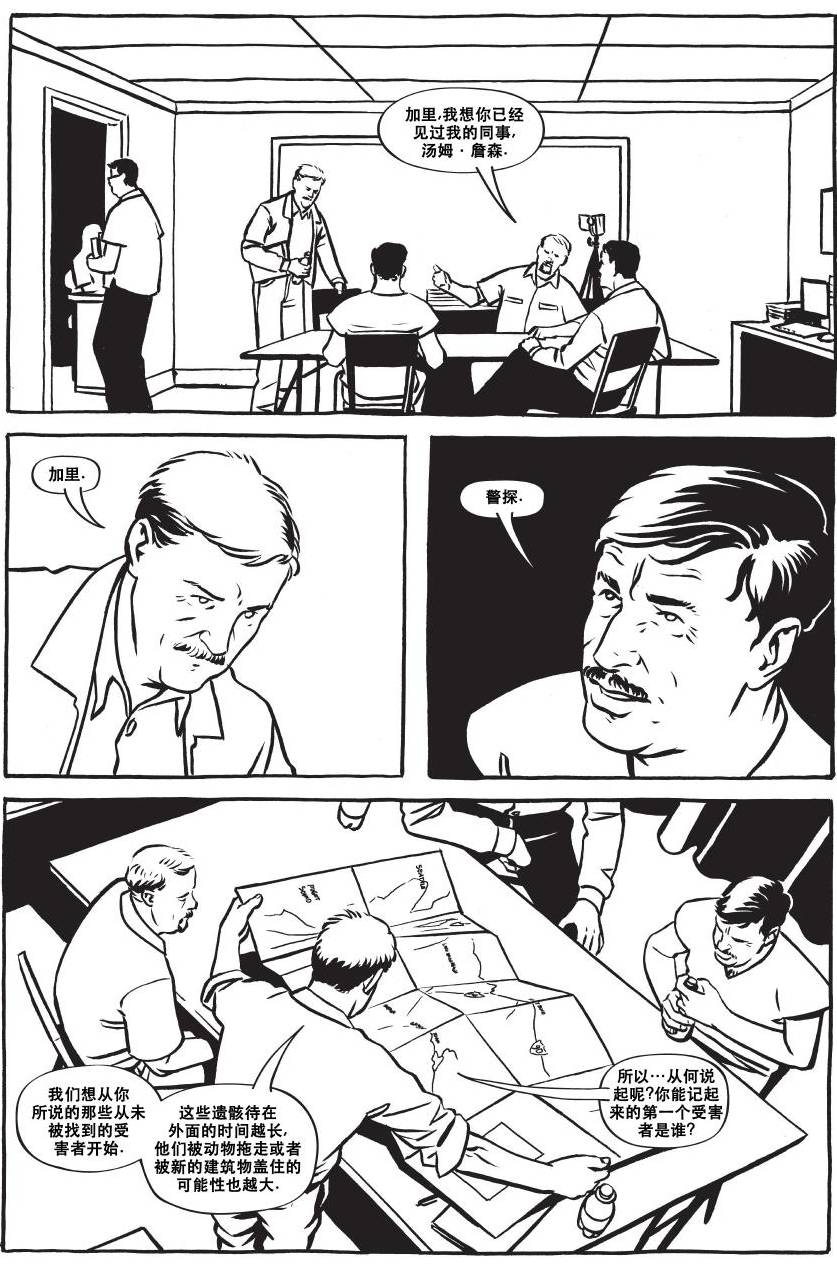 加里,我想你已经
见过我的同事,
汤姆·詹森.
加里.
警探.
我们想从你
所说的那些从未
被找到的受
害者开始.
这些遗骸待在
外面的时间越长,
他们被动物拖走或者
被新的建筑物盖住的
可能性也越大.
所以…从何说
起呢?你能记起
来的第一个受害
者是谁?